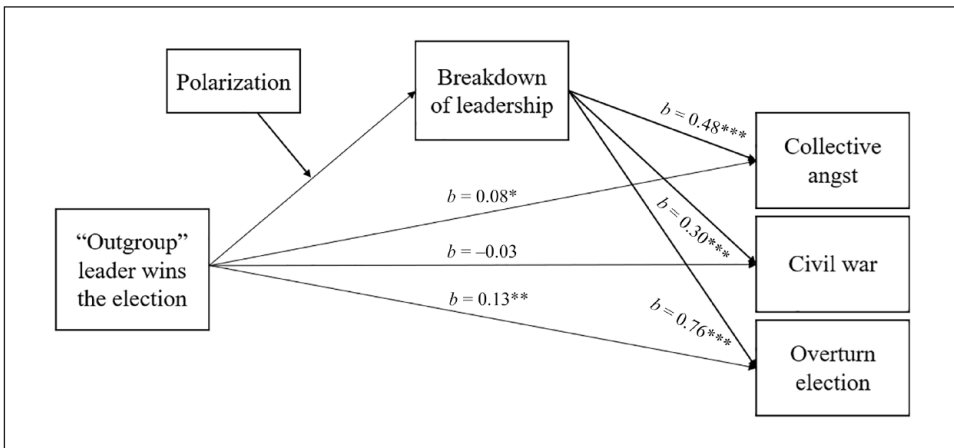 Polarization
Breakdown
of leadership
b = 0.48***
Collective
angst
b = 0.08*
"Outgroup"
leader wins
the election
b = –0.03
b = 0.30***
Civil war
b = 0.13**
b = 0.76***
Overturn
election